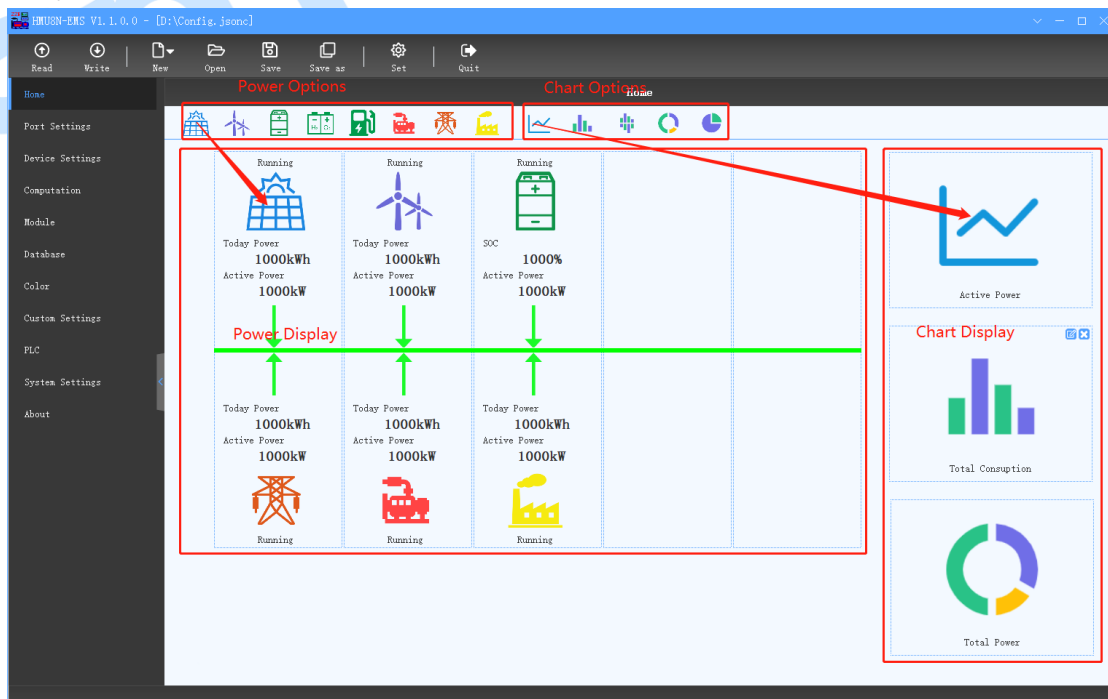 HMU8N-EMS V1.1.0.0 - [D:\Config.jsonc]
Read Write New Open Save Save as Set Quit
Home
Port Settings
Device Settings
Computation
Module
Database
Color
Custom Settings
PLC
System Settings
About
Power Options
Chart Options
Home
Running Running Running
Today Power Today Power SOC
1000kWh 1000kWh 1000%
Active Power Active Power Active Power
1000kW 1000kW 1000kW
Power Display
Today Power Today Power Today Power
1000kWh 1000kWh 1000kWh
Active Power Active Power Active Power
1000kW 1000kW 1000kW
Running Running Running
Active Power
Chart Display
Total Consuption
Total Power